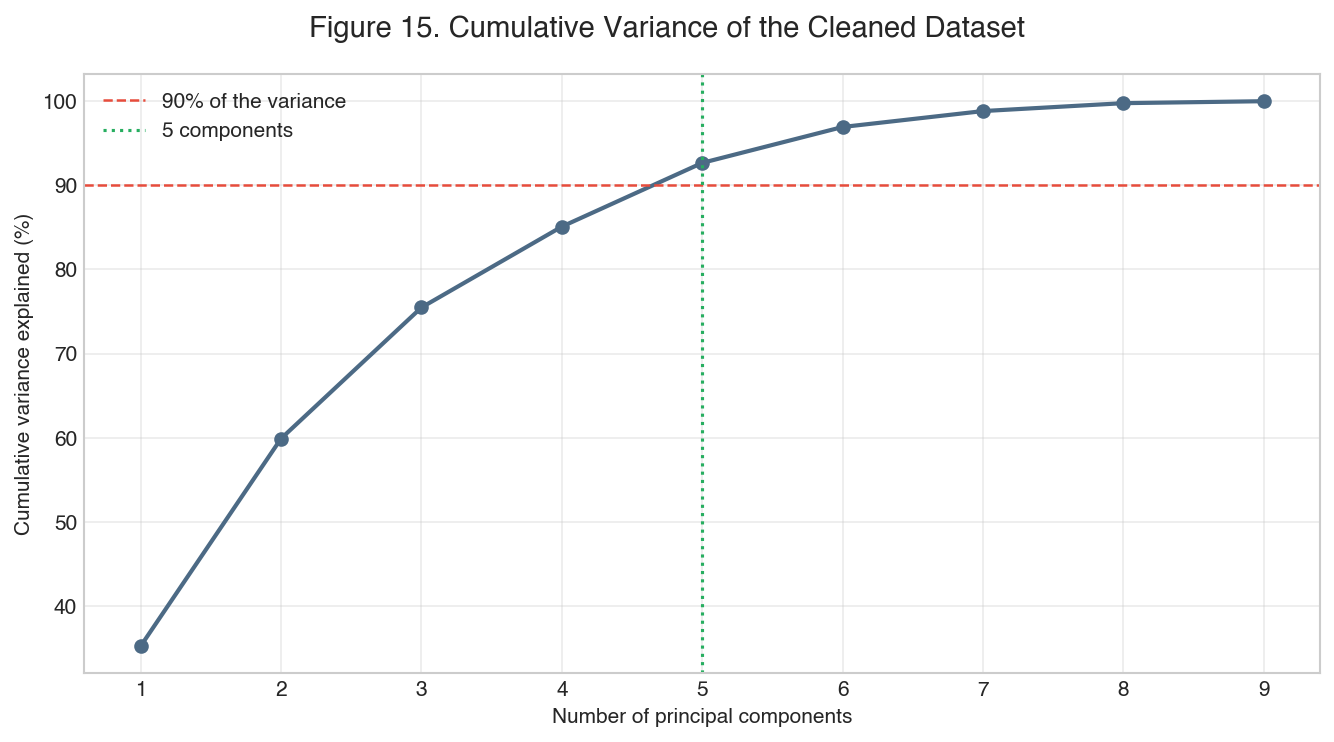 Figure 15. Cumulative Variance of the Cleaned Dataset
90% of the variance
5 components
Cumulative variance explained (%)
100
90
80
70
60
50
40
1 2 3 4 5 6 7 8 9
Number of principal components